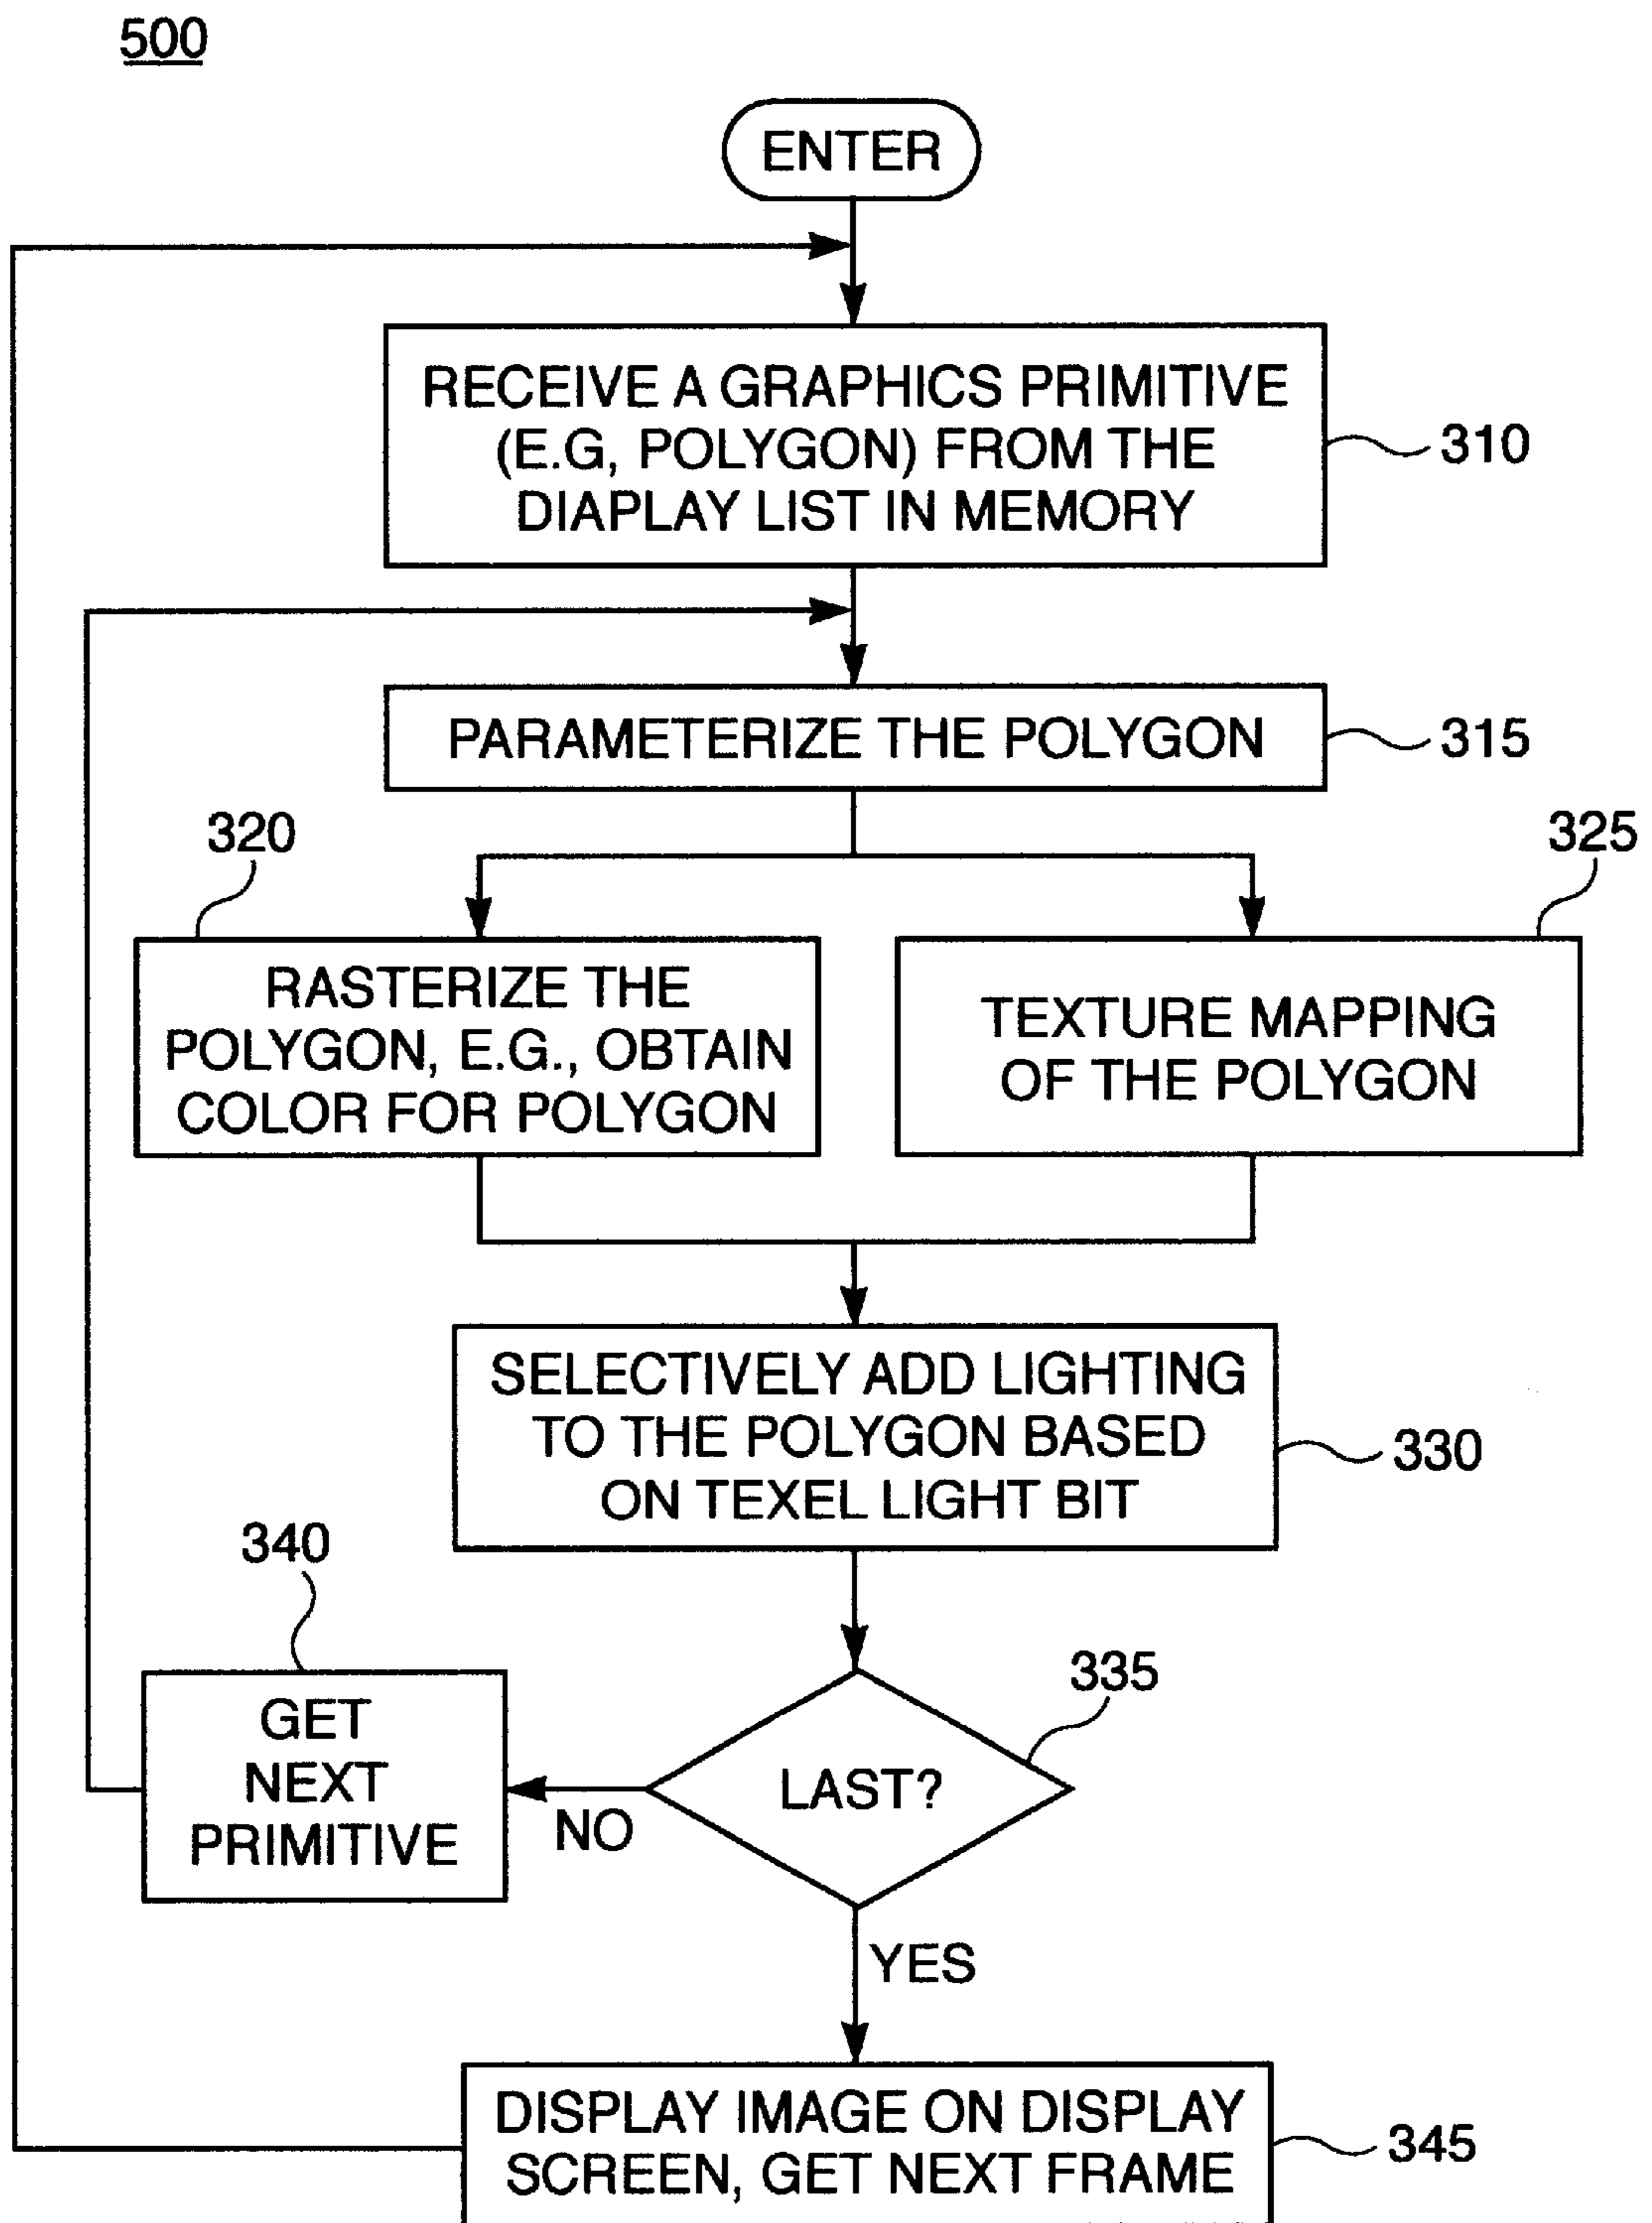 500
ENTER
RECEIVE A GRAPHICS PRIMITIVE
(E.G, POLYGON) FROM THE
DIAPLAY LIST IN MEMORY
310
PARAMETERIZE THE POLYGON
315
320
325
RASTERIZE THE
POLYGON, E.G., OBTAIN
COLOR FOR POLYGON
TEXTURE MAPPING
OF THE POLYGON
SELECTIVELY ADD LIGHTING
TO THE POLYGON BASED
ON TEXEL LIGHT BIT
330
340
335
GET
NEXT
PRIMITIVE
NO
LAST?
YES
DISPLAY IMAGE ON DISPLAY
SCREEN, GET NEXT FRAME
345